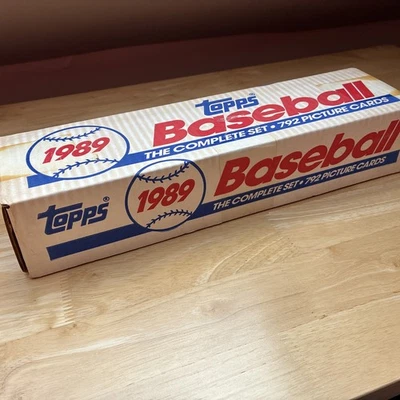 Topps
Baseball
1989
THE COMPLETE SET • 792 PICTURE CARDS
Topps®
1989
Baseball
THE COMPLETE SET • 792 PICTURE CARDS